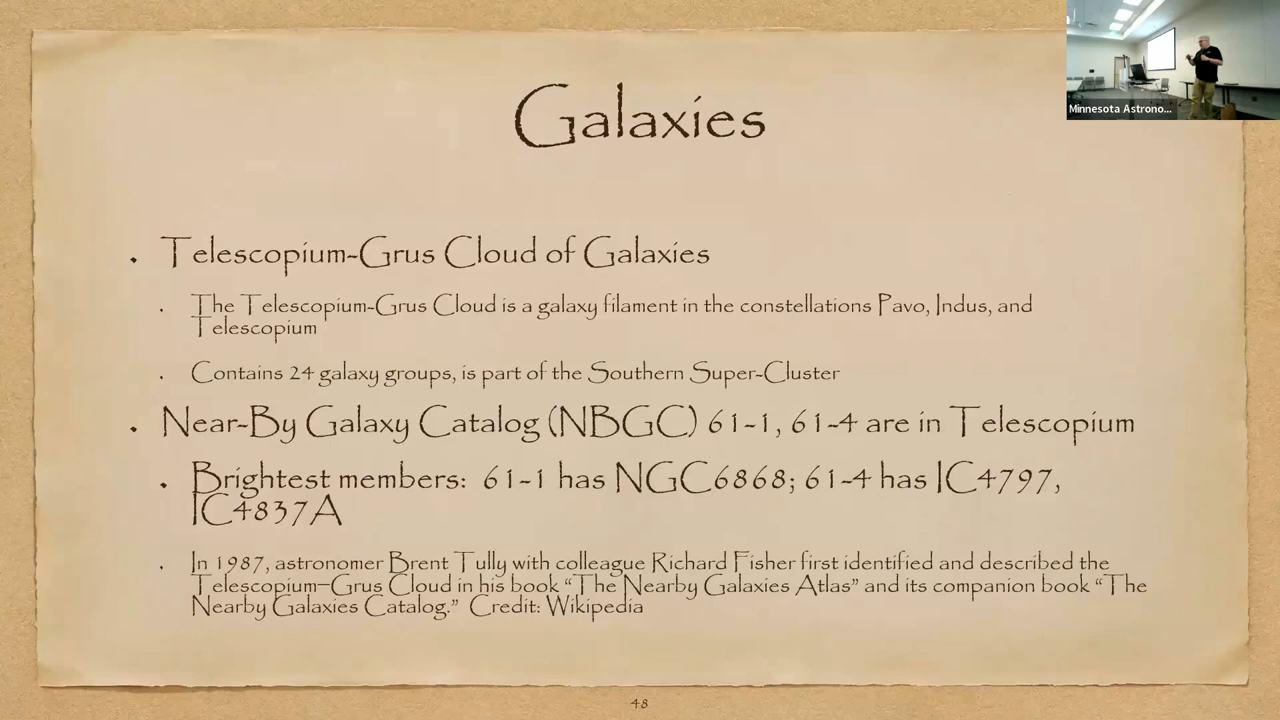 Galaxies
Minnesota Astrono...
• Telescopium-Grus Cloud of Galaxies
• The Telescopium-Grus Cloud is a galaxy filament in the constellations Pavo, Indus, and
Telescopium
• Contains 24 galaxy groups, is part of the Southern Super-Cluster
• Near-By Galaxy Catalog (NBGC) 61-1, 61-4 are in Telescopium
• Brightest members: 61-1 has NGC6868; 61-4 has IC4797,
IC4837A
• In 1987, astronomer Brent Tully with colleague Richard Fisher first identified and described the
Telescopium–Grus Cloud in his book “The Nearby Galaxies Atlas” and its companion book “The
Nearby Galaxies Catalog.” Credit: Wikipedia
48